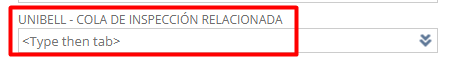 UNIBELL - COLA DE INSPECCIÓN RELACIONADA
<Type then tab>